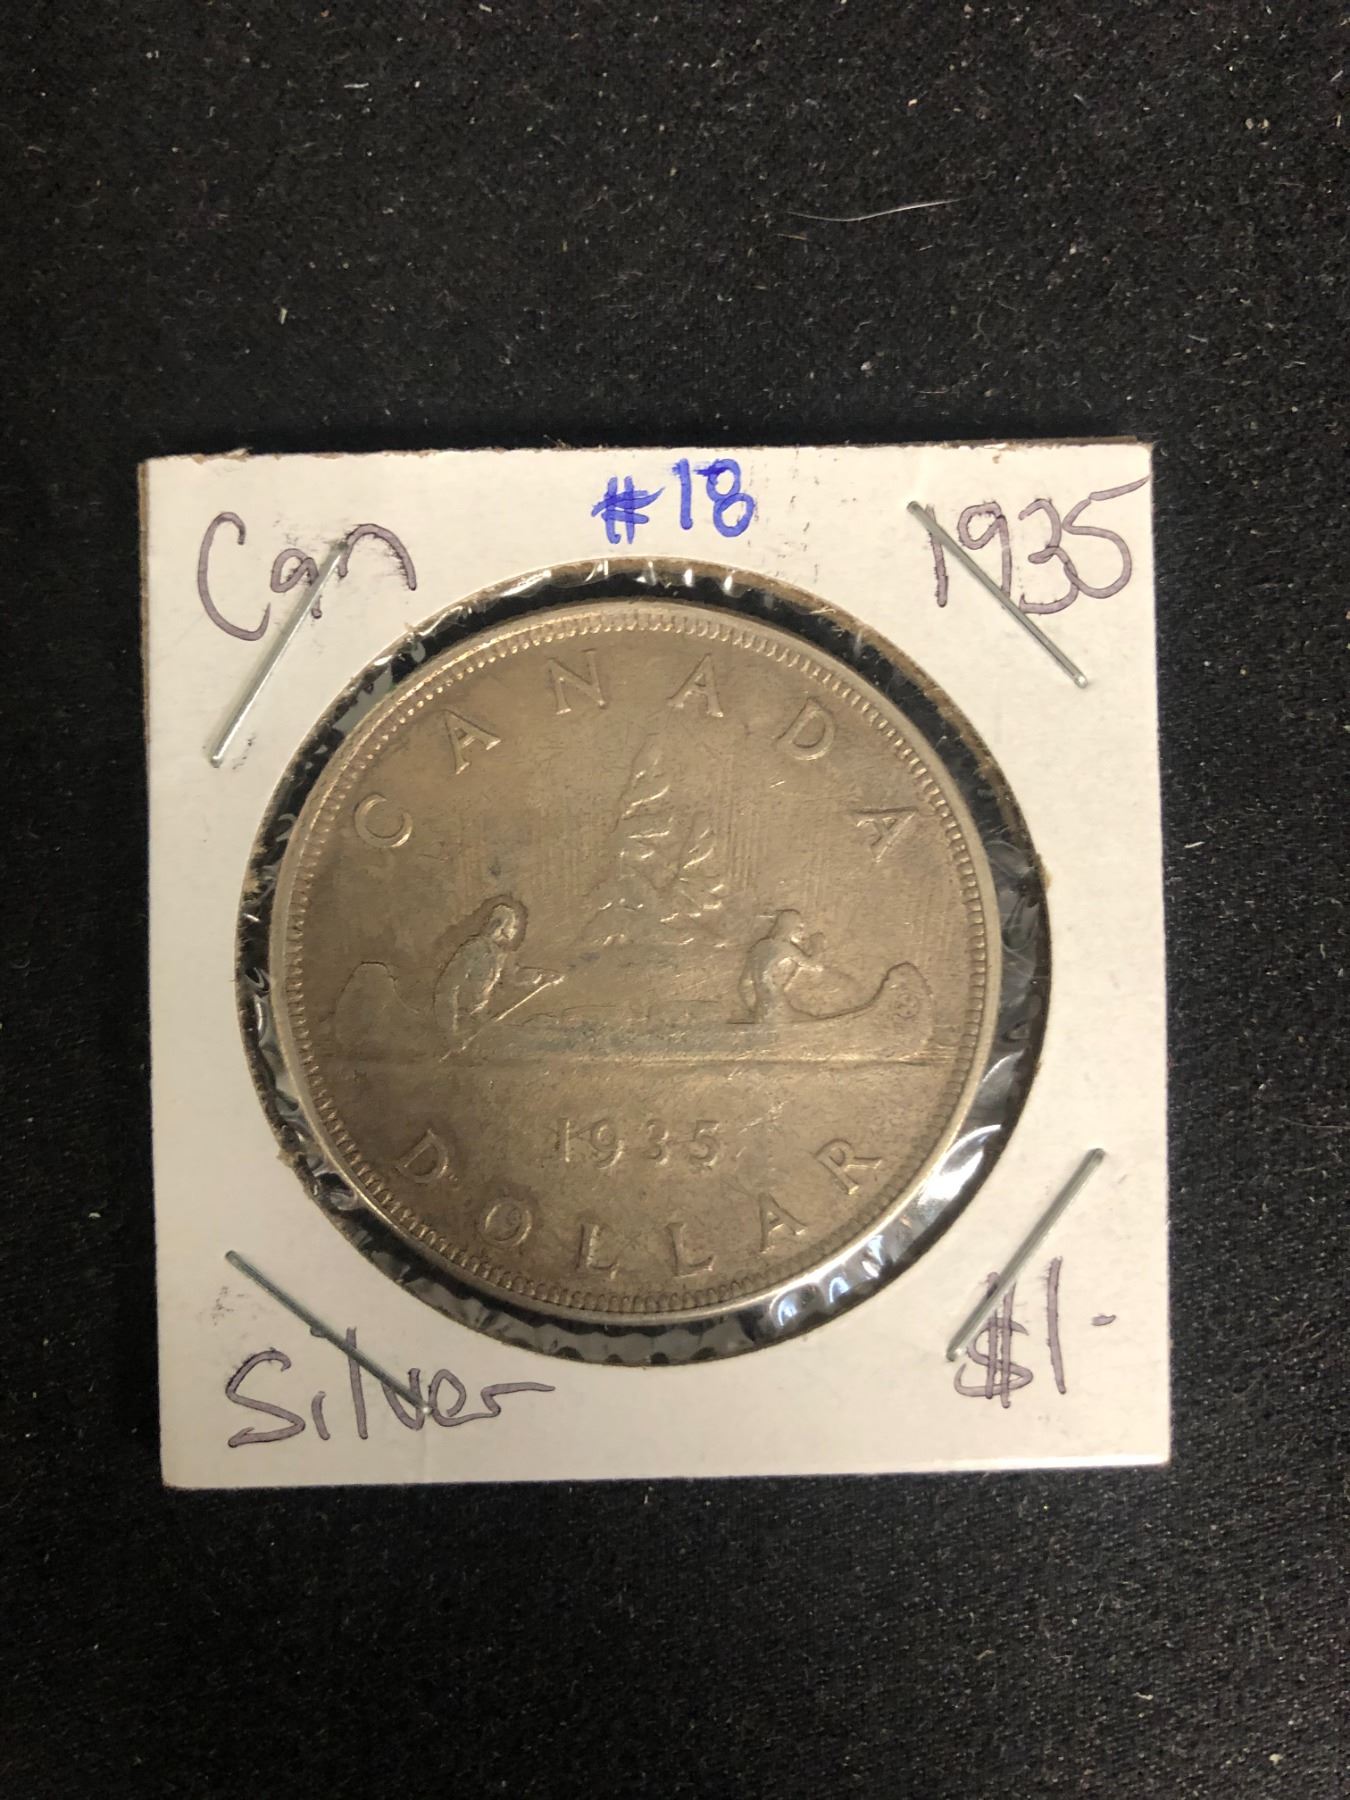 #18
Can
1935
CANADA
1935
DOLLAR
Silver
$1.